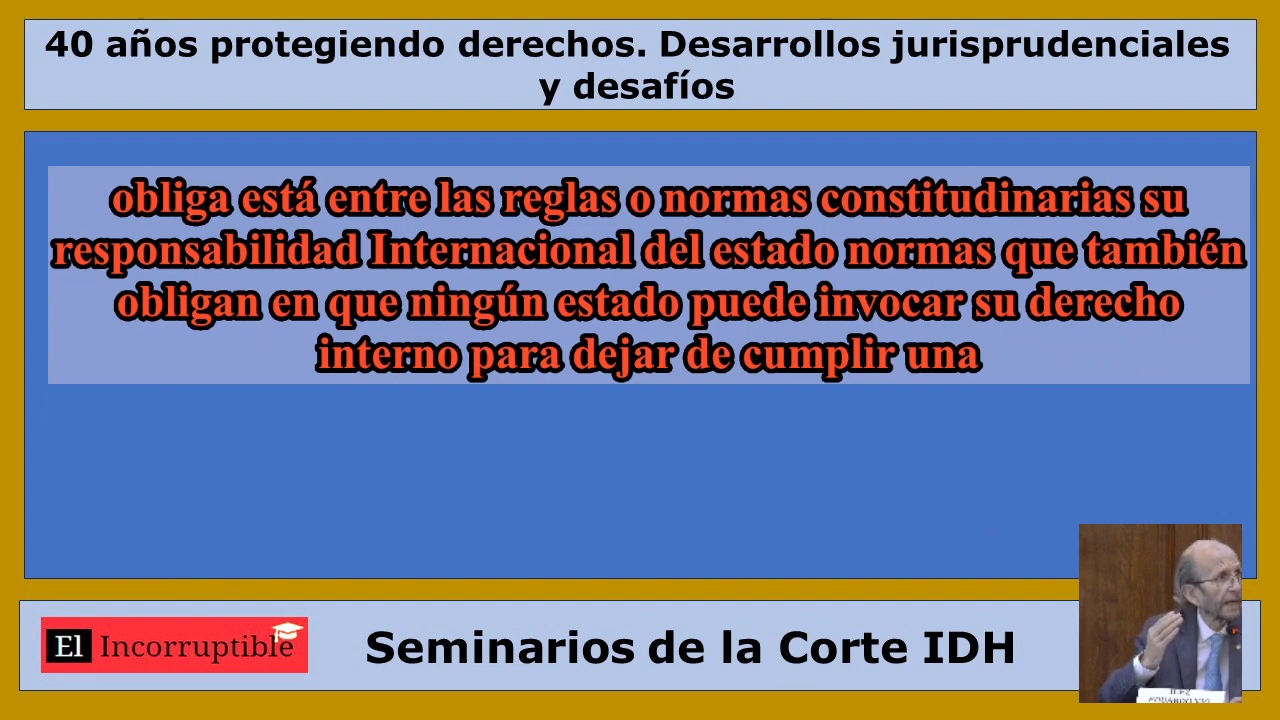 40 años protegiendo derechos. Desarrollos jurisprudenciales
y desafíos
obliga está entre las reglas o normas constitudinarias su
responsabilidad Internacional del estado normas que también
obligan en que ningún estado puede invocar su derecho
interno para dejar de cumplir una
El Incorruptible
Seminarios de la Corte IDH